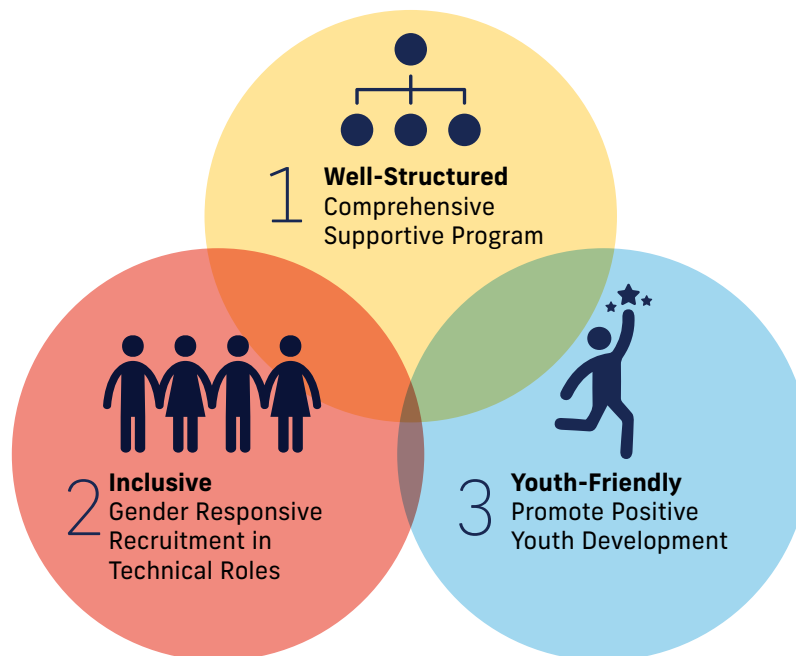 1
Well-Structured
Comprehensive
Supportive Program
2
Inclusive
Gender Responsive
Recruitment in
Technical Roles
3
Youth-Friendly
Promote Positive
Youth Development